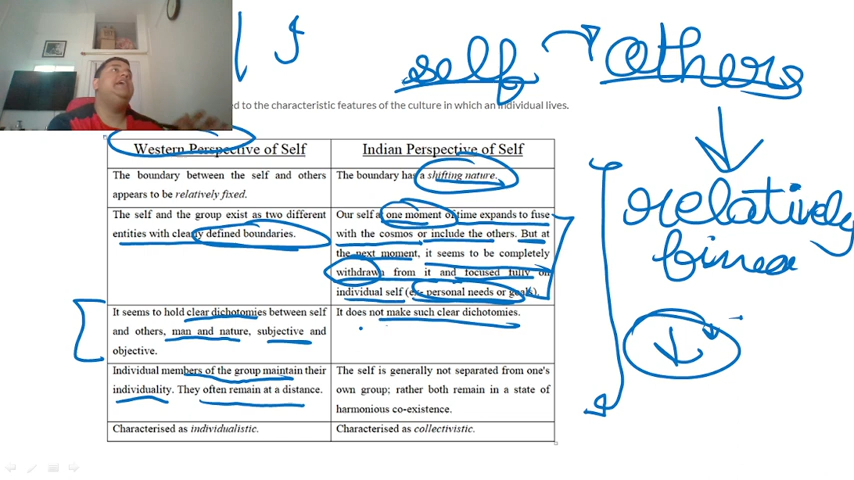 self others
ed to the characteristic features of the culture in which an individual lives.
Western Perspective of Self
Indian Perspective of Self
The boundary between the self and others
appears to be relatively fixed.
The boundary has a shifting nature.
The self and the group exist as two different
entities with clearly defined boundaries.
Our self at one moment of time expands to fuse
with the cosmos or include the others. But at
the next moment, it seems to be completely
withdrawn from it and focused fully on
individual self (ex- personal needs or goals).
It seems to hold clear dichotomies between self
and others, man and nature, subjective and
objective.
It does not make such clear dichotomies.
Individual members of the group maintain their
individuality. They often remain at a distance.
The self is generally not separated from one's
own group; rather both remain in a state of
harmonious co-existence.
Characterised as individualistic.
Characterised as collectivistic.
relatively